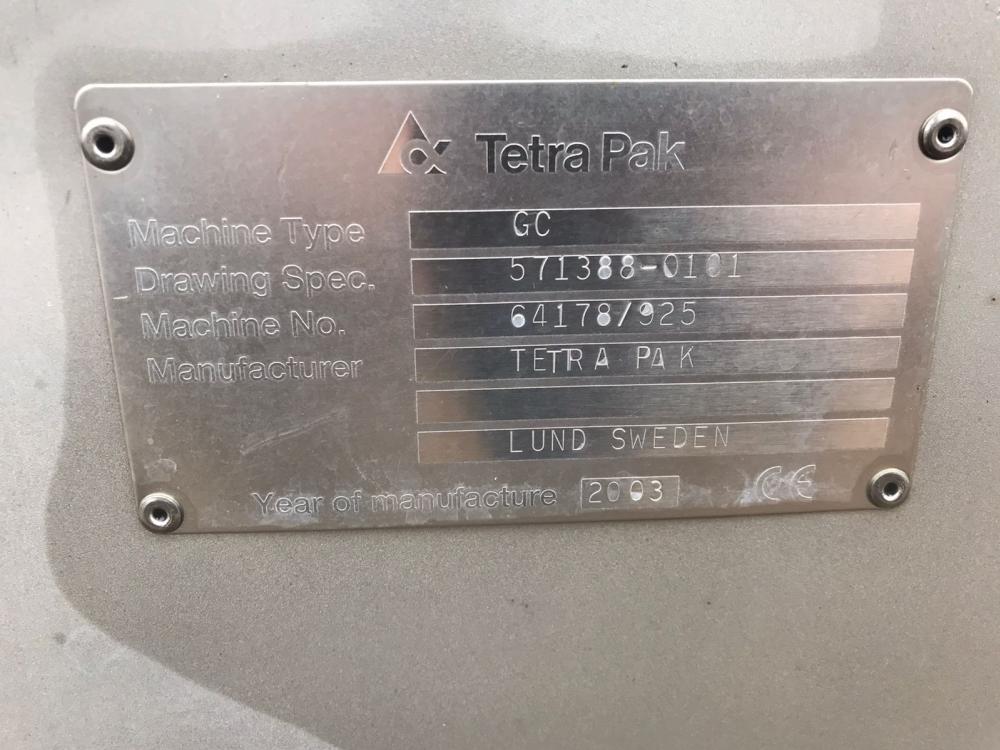 Tetra Pak
Machine Type GC
Drawing Spec. 571388-0101
Machine No. 64178/925
Manufacturer TETRA PAK
LUND SWEDEN
Year of manufacture 2003 CE